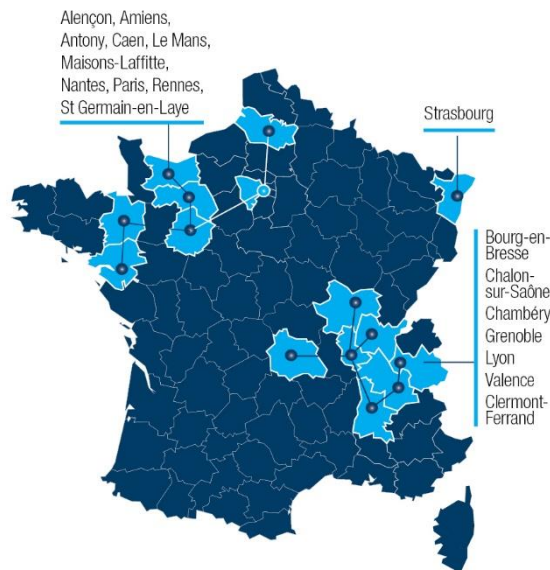 Alençon, Amiens,
Antony, Caen, Le Mans,
Maisons-Laffitte,
Nantes, Paris, Rennes,
St Germain-en-Laye
Strasbourg
Bourg-en-
Bresse
Chalon-
sur-Saône
Chambéry
Grenoble
Lyon
Valence
Clermont-
Ferrand